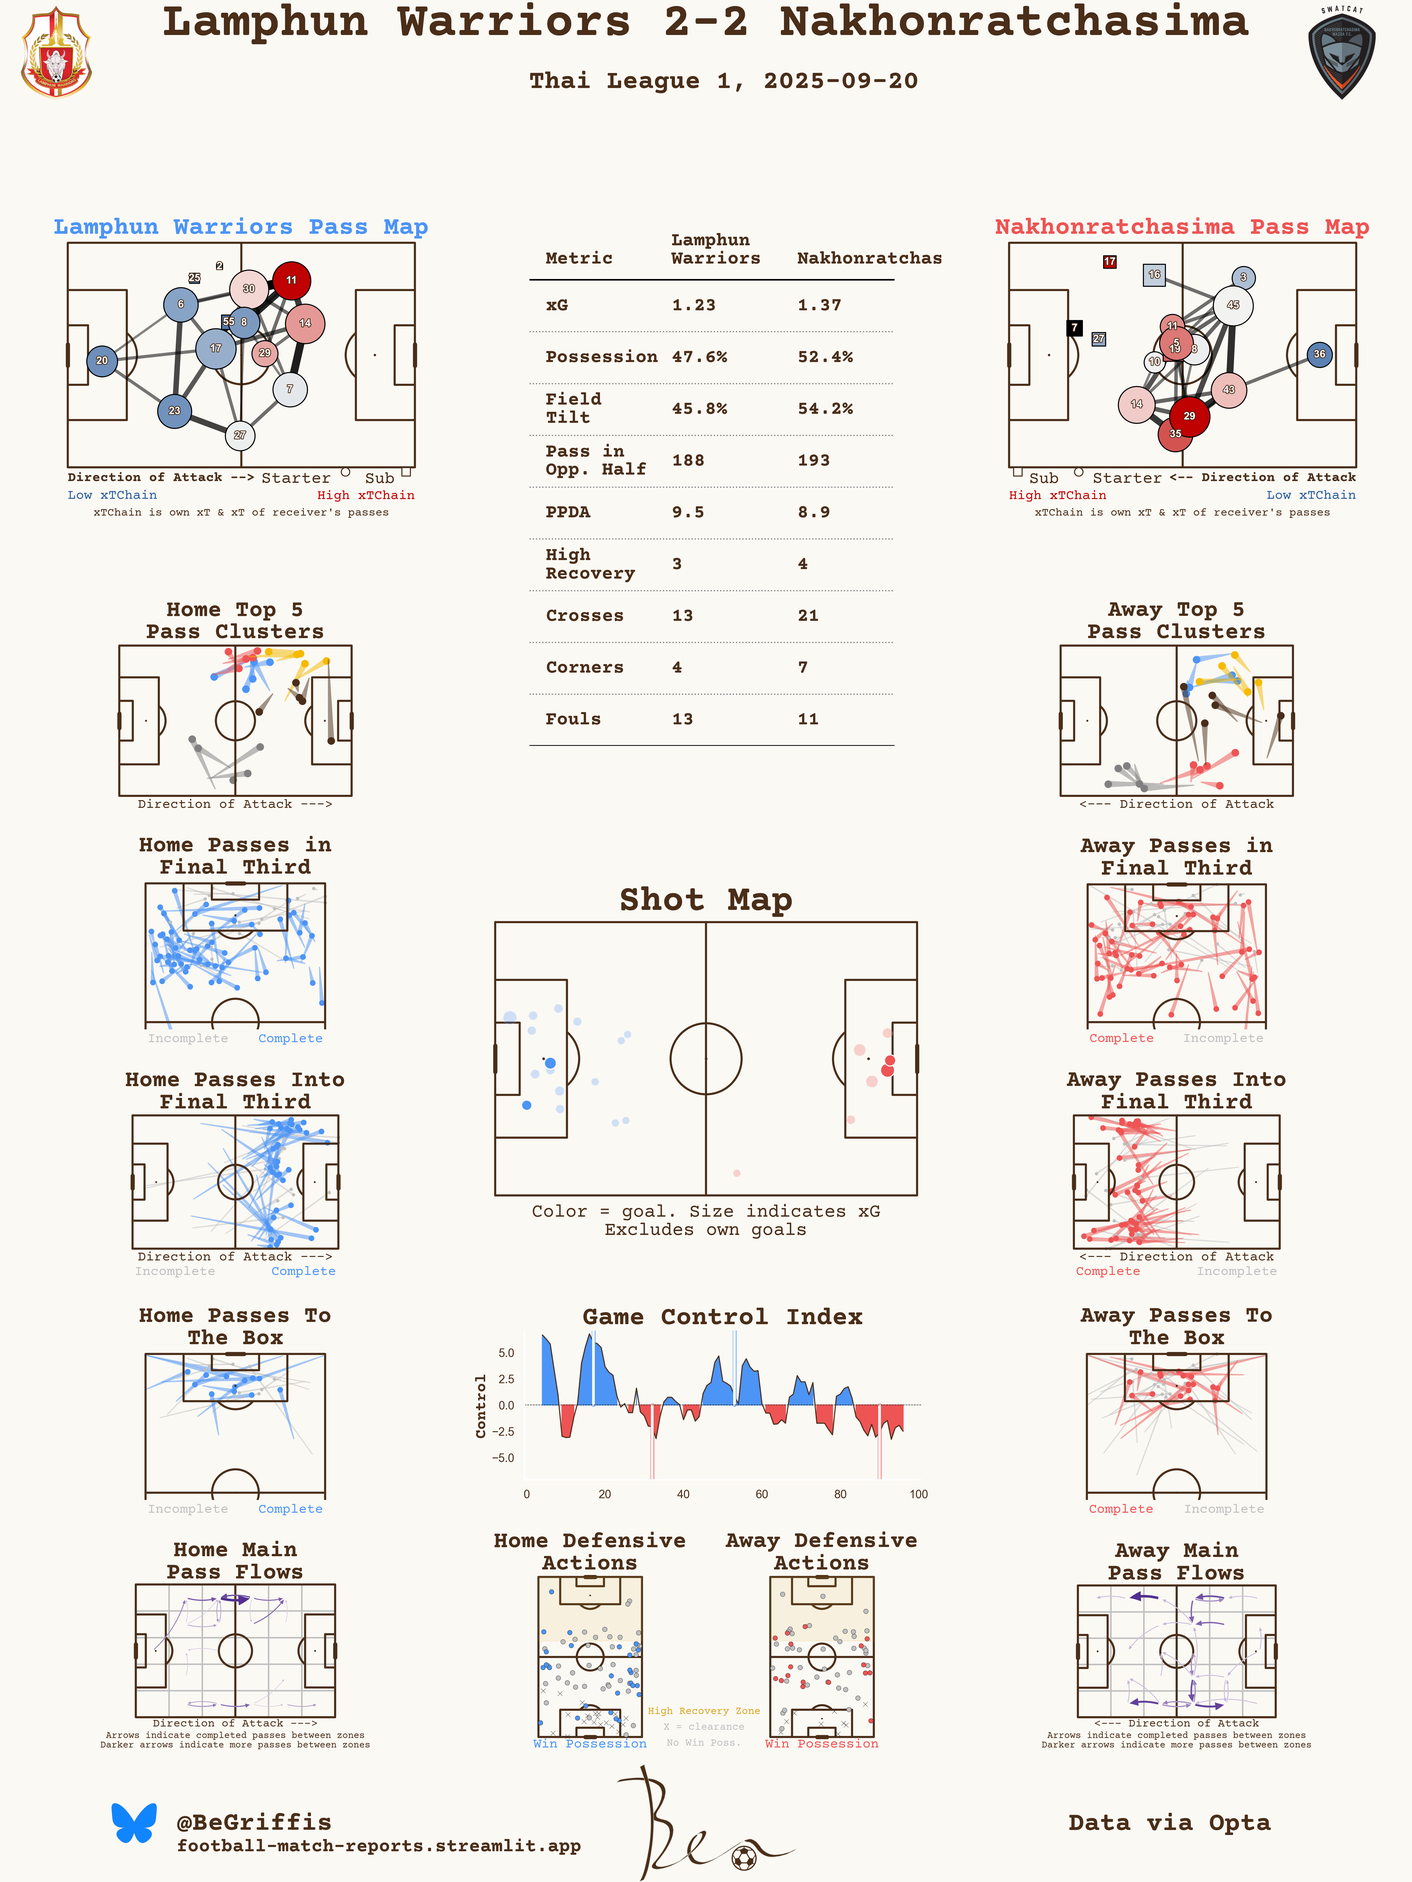 Lamphun Warriors 2-2 Nakhonratchasima
Thai League 1, 2025-09-20
SWATCAT
Lamphun Warriors Pass Map
2
25
11
30
6
55
8
14
17
29
20
7
23
27
Direction of Attack --> Starter Sub
Low xTChain High xTChain
xTChain is own xT & xT of receiver's passes
Metric Lamphun Warriors Nakhonratchas
xG 1.23 1.37
Possession 47.6% 52.4%
Field Tilt 45.8% 54.2%
Pass in Opp. Half 188 193
PPDA 9.5 8.9
High Recovery 3 4
Crosses 13 21
Corners 4 7
Fouls 13 11
Nakhonratchasima Pass Map
17
16
3
45
11
7
27
5
19
8
10
36
43
14
29
35
Sub Starter <-- Direction of Attack
High xTChain Low xTChain
xTChain is own xT & xT of receiver's passes
Home Top 5
Pass Clusters
Direction of Attack --->
Away Top 5
Pass Clusters
<--- Direction of Attack
Home Passes in
Final Third
Incomplete Complete
Away Passes in
Final Third
Complete Incomplete
Shot Map
Color = goal. Size indicates xG
Excludes own goals
Home Passes Into
Final Third
Direction of Attack --->
Incomplete Complete
Away Passes Into
Final Third
<--- Direction of Attack
Complete Incomplete
Home Passes To
The Box
Incomplete Complete
Game Control Index
Control
5.0
2.5
0.0
−2.5
−5.0
0 20 40 60 80 100
Away Passes To
The Box
Complete Incomplete
Home Main
Pass Flows
Direction of Attack --->
Arrows indicate completed passes between zones
Darker arrows indicate more passes between zones
Home Defensive
Actions
Win Possession
Away Defensive
Actions
Win Possession
High Recovery Zone
X = clearance
No Win Poss.
Away Main
Pass Flows
<--- Direction of Attack
Arrows indicate completed passes between zones
Darker arrows indicate more passes between zones
@BeGriffis
football-match-reports.streamlit.app
Ben
Data via Opta